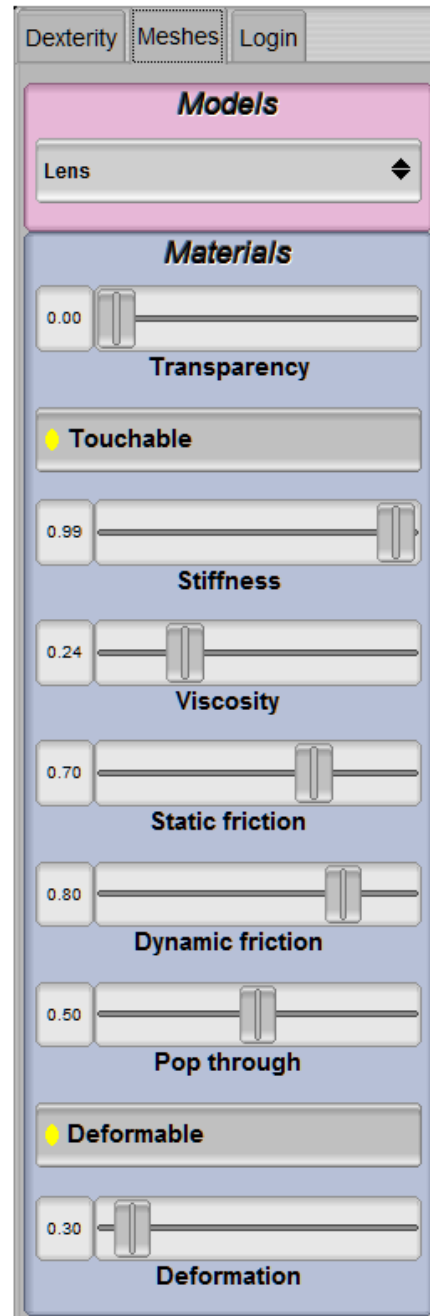 Dexterity Meshes Login
Models
Lens
Materials
0.00
Transparency
Touchable
0.99
Stiffness
0.24
Viscosity
0.70
Static friction
0.80
Dynamic friction
0.50
Pop through
Deformable
0.30
Deformation